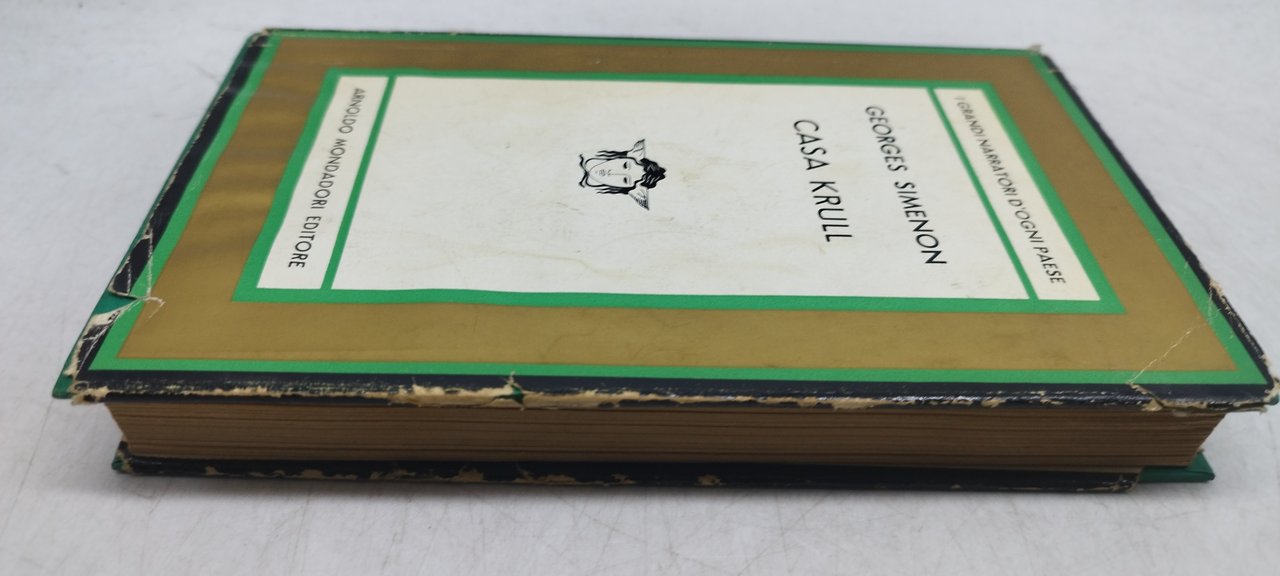 I GRANDI NARRATORI D'OGNI PAESE
GEORGES SIMENON
CASA KRULL
ARNOLDO MONDADORI EDITORE